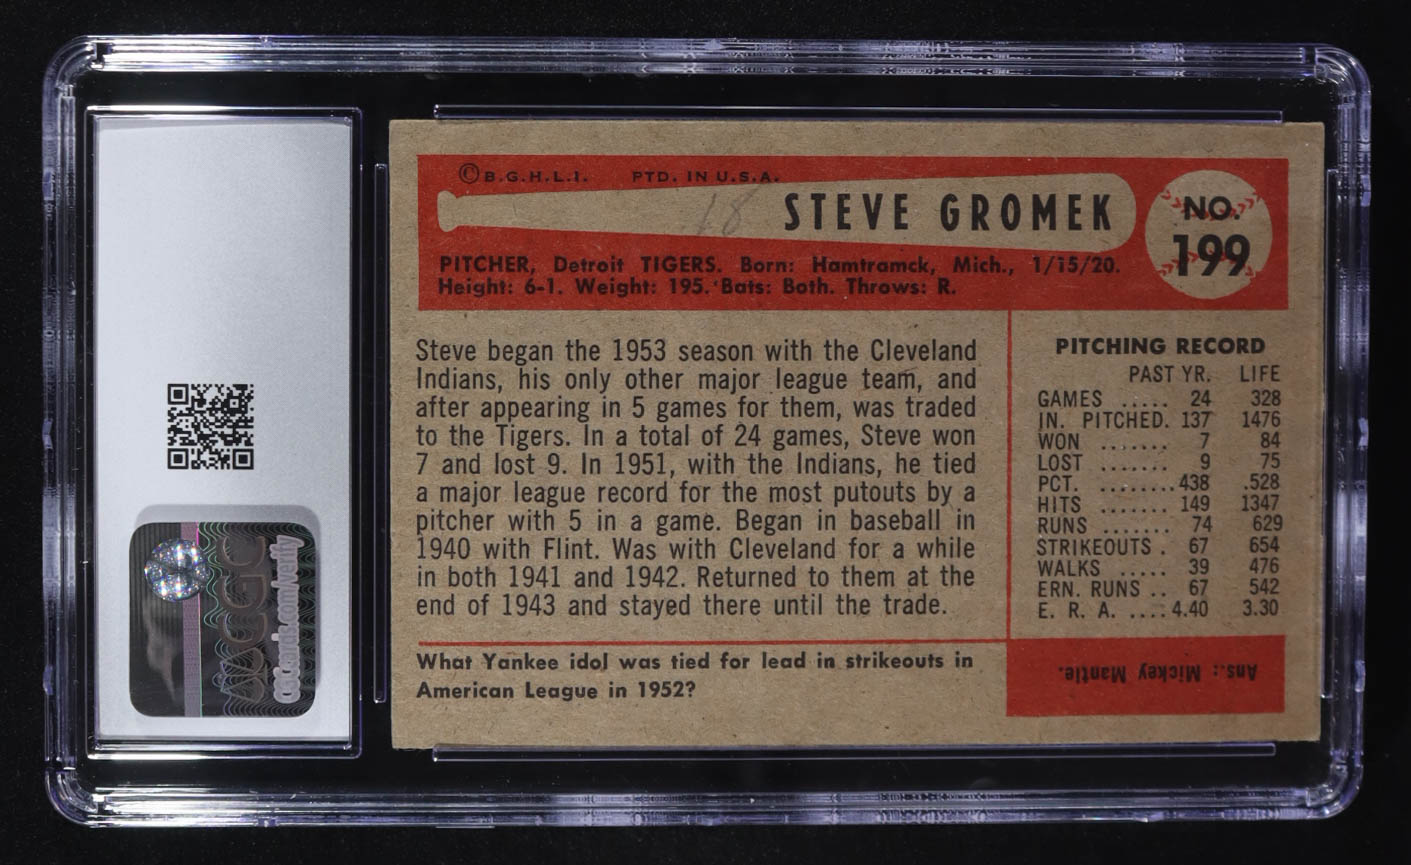 ©B.G.H.L.I. PTD. IN U.S.A.
18
STEVE GROMEK
NO.
199
PITCHER, Detroit TIGERS. Born: Hamtramck, Mich., 1/15/20.
Height: 6-1. Weight: 195. Bats: Both. Throws: R.
Steve began the 1953 season with the Cleveland
Indians, his only other major league team, and
after appearing in 5 games for them, was traded
to the Tigers. In a total of 24 games, Steve won
7 and lost 9. In 1951, with the Indians, he tied
a major league record for the most putouts by a
pitcher with 5 in a game. Began in baseball in
1940 with Flint. Was with Cleveland for a while
in both 1941 and 1942. Returned to them at the
end of 1943 and stayed there until the trade.
PITCHING RECORD
PAST YR. LIFE
GAMES ..... 24 328
IN. PITCHED. 137 1476
WON ....... 7 84
LOST ....... 9 75
PCT. ........ 438 .528
HITS ....... 149 1347
RUNS ....... 74 629
STRIKEOUTS . 67 654
WALKS ..... 39 476
ERN. RUNS .. 67 542
E. R. A. .... 4.40 3.30
What Yankee idol was tied for lead in strikeouts in
American League in 1952?
Ans.: Mickey Mantle.
CGC
cgccards.com/verify